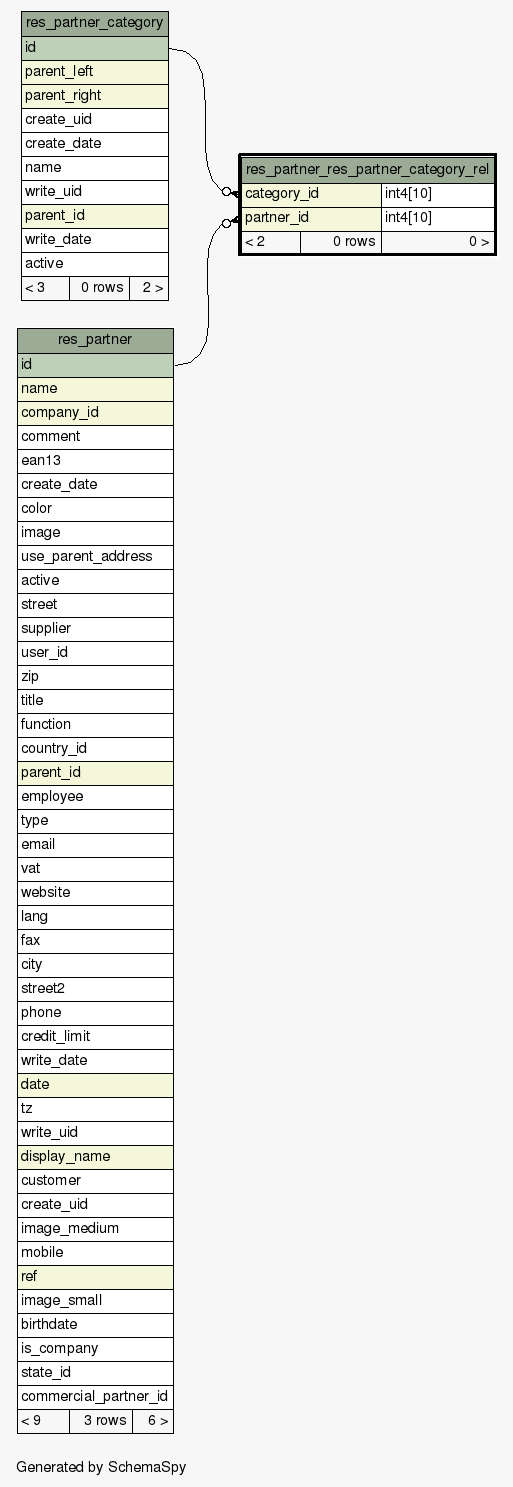 res_partner_category
id
parent_left
parent_right
create_uid
create_date
name
write_uid
parent_id
write_date
active
< 3 0 rows 2 >
res_partner_res_partner_category_rel
category_id int4[10]
partner_id int4[10]
< 2 0 rows 0 >
res_partner
id
name
company_id
comment
ean13
create_date
color
image
use_parent_address
active
street
supplier
user_id
zip
title
function
country_id
parent_id
employee
type
email
vat
website
lang
fax
city
street2
phone
credit_limit
write_date
date
tz
write_uid
display_name
customer
create_uid
image_medium
mobile
ref
image_small
birthdate
is_company
state_id
commercial_partner_id
< 9 3 rows 6 >
Generated by SchemaSpy